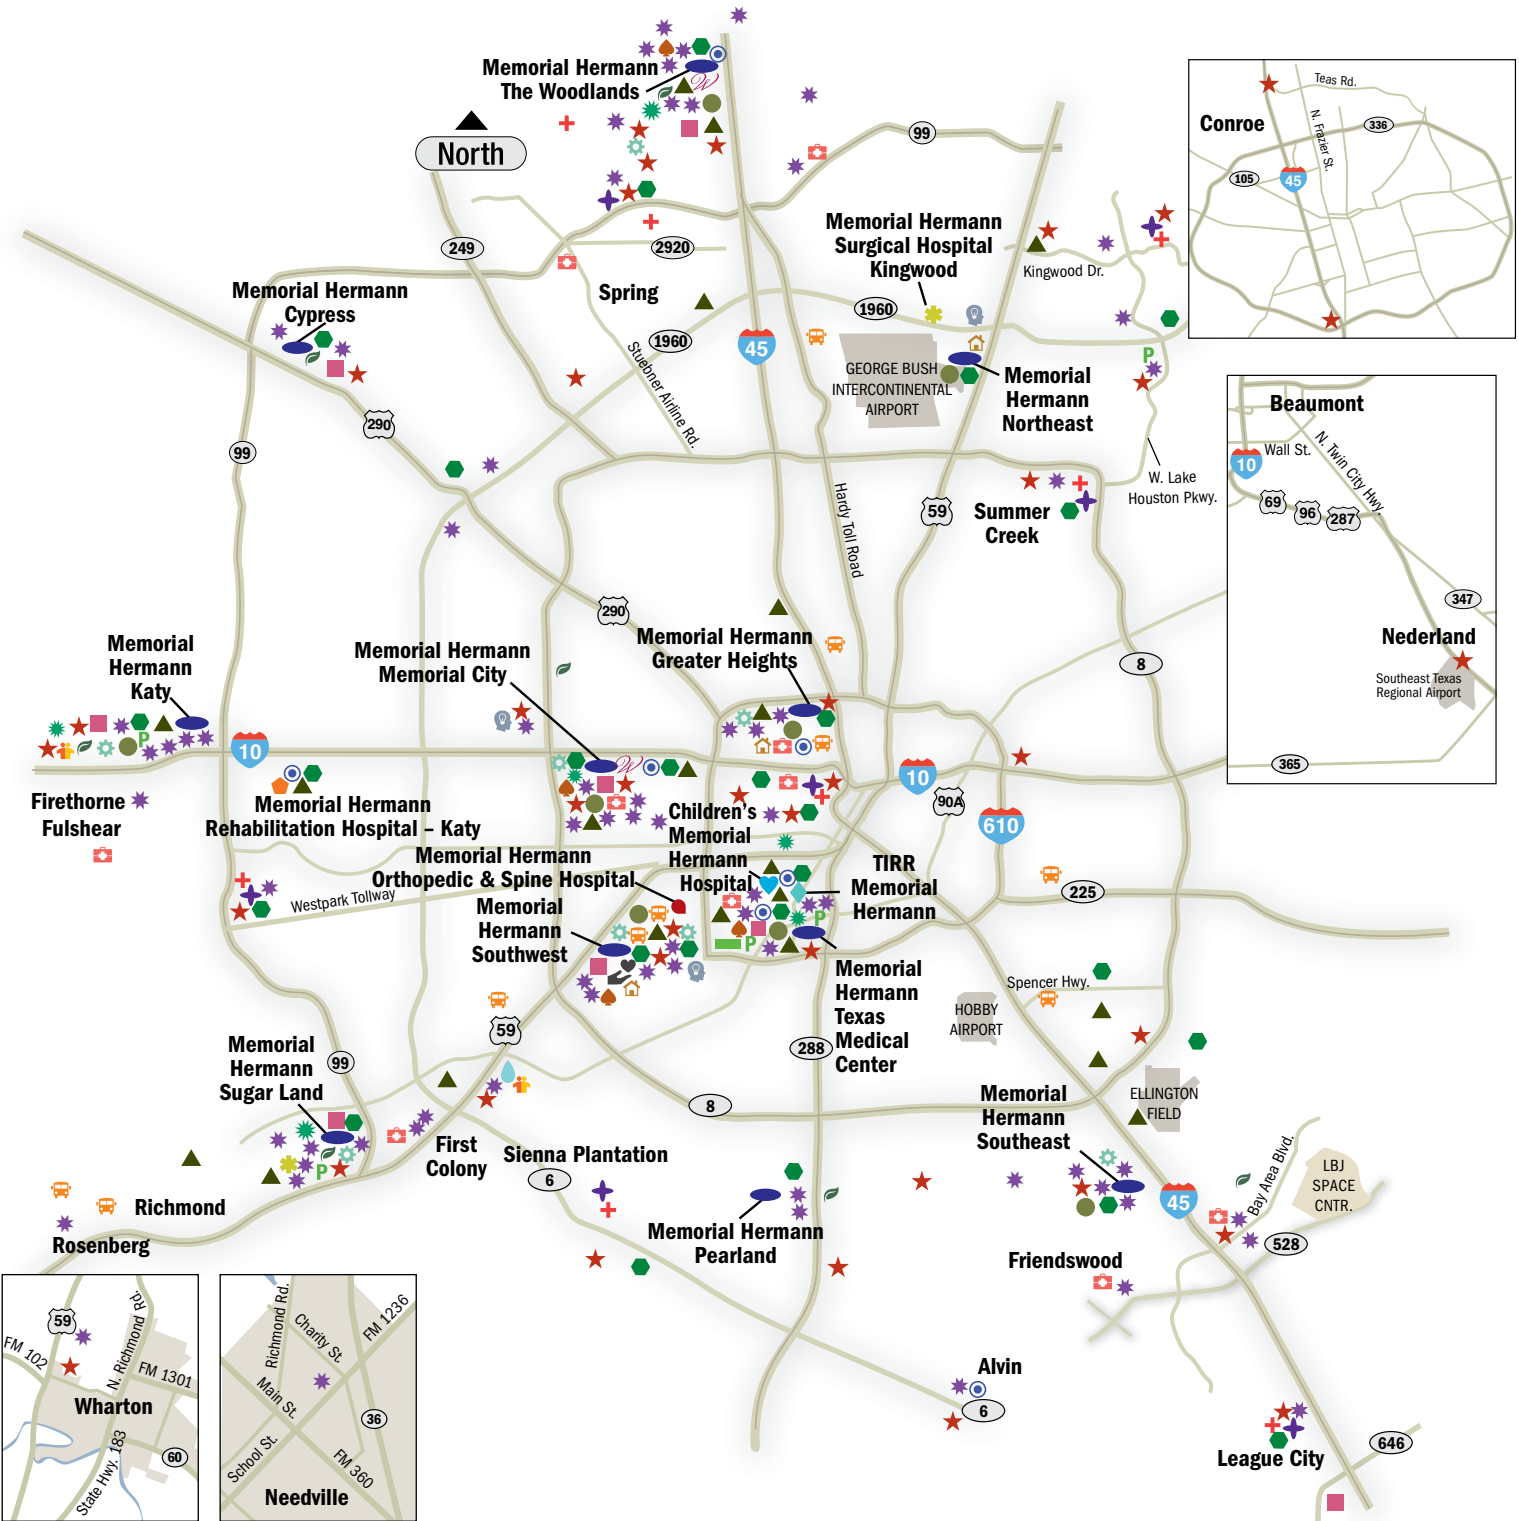 Memorial Hermann
The Woodlands
North
99
249
2920
Memorial Hermann
Surgical Hospital
Kingwood
Kingwood Dr.
Conroe
Teas Rd.
N. Frazier St.
336
105
45
Memorial Hermann
Cypress
Spring
1960
1960
45
Stuebner Airline Rd.
GEORGE BUSH
INTERCONTINENTAL
AIRPORT
Memorial
Hermann
Northeast
290
99
Hardy Toll Road
59
W. Lake
Houston Pkwy.
Summer
Creek
Beaumont
Wall St.
N. Twin City Hwy.
10
69
96
287
347
Nederland
Southeast Texas
Regional Airport
365
290
8
Memorial
Hermann
Katy
Memorial Hermann
Memorial City
Memorial Hermann
Greater Heights
W
W
10
P
Firethorne
Fulshear
Memorial Hermann
Rehabilitation Hospital – Katy
10
90A
610
Children's
Memorial
Hermann
Hospital
Memorial Hermann
Orthopedic & Spine Hospital
TIRR
Memorial
Hermann
225
Westpark Tollway
Memorial
Hermann
Southwest
P
P
P
Memorial
Hermann
Texas
Medical
Center
Spencer Hwy.
HOBBY
AIRPORT
59
288
Memorial
Hermann
Sugar Land
99
8
ELLINGTON
FIELD
Memorial
Hermann
Southeast
First
Colony
Sienna Plantation
6
P
Richmond
Rosenberg
Memorial Hermann
Pearland
45
Bay Area Blvd.
LBJ
SPACE
CNTR.
528
Friendswood
59
FM 102
N. Richmond Rd.
FM 1301
Wharton
State Hwy. 183
60
Richmond Rd.
Charity St.
FM 1236
Main St.
36
School St.
FM 360
Needville
Alvin
6
League City
646